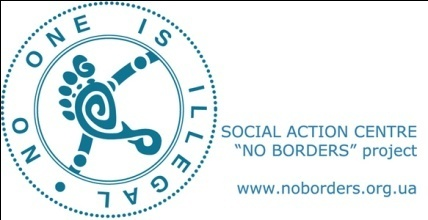 NO ONE IS ILLEGAL
SOCIAL ACTION CENTRE
“NO BORDERS” project
www.noborders.org.ua